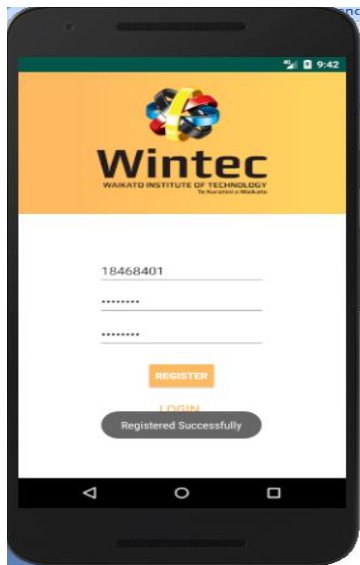 9:42
Wintec
WAIKATO INSTITUTE OF TECHNOLOGY
Te Kuratini o Waikato
18468401
........
........
REGISTER
LOGIN
Registered Successfully